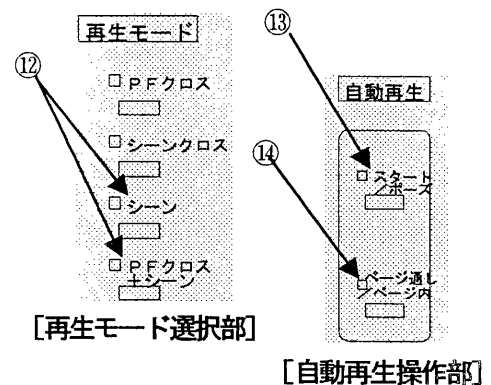 再生モード
⑫
□ PFクロス
□ シーンクロス
□ シーン
□ PFクロス
+シーン
[再生モード選択部]
⑬
自動再生
⑭
□ スタート
／ポーズ
□ ページ通し
／ページ内
[自動再生操作部]